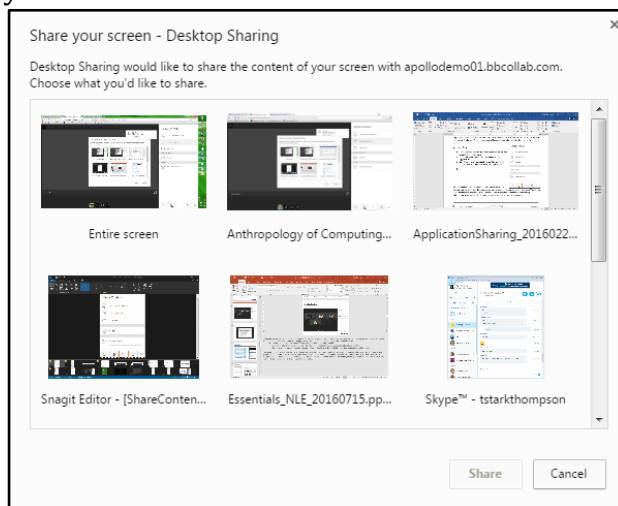 Share your screen - Desktop Sharing
Desktop Sharing would like to share the content of your screen with apollodemo01.bbcollab.com.
Choose what you'd like to share.
Entire screen
Anthropology of Computing...
ApplicationSharing_2016022...
Snagit Editor - [ShareConten...
Essentials_NLE_20160715.pp...
Skype™ - tstarkthompson
Share
Cancel